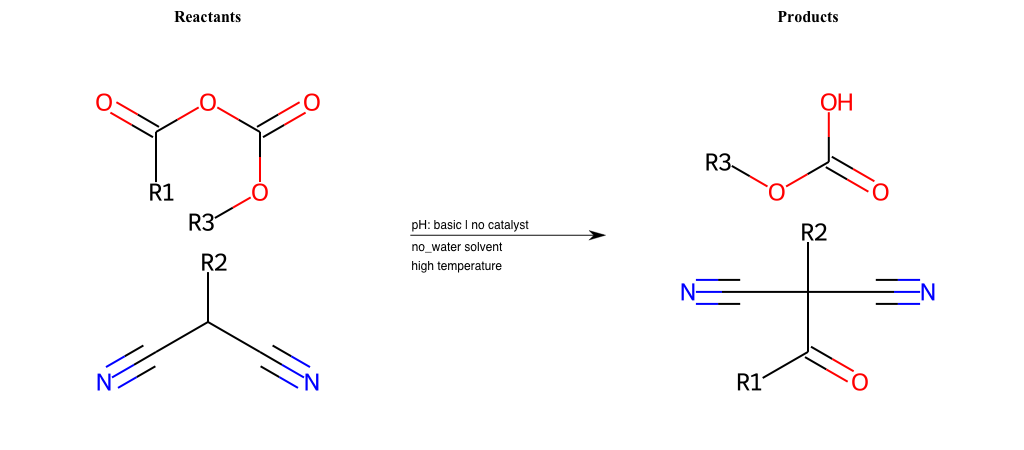 Reactants
Products
O
O
O
OH
R1
R3
O
R3
O
O
pH: basic | no catalyst
no_water solvent
high temperature
R2
R2
N
N
N
N
R1
O